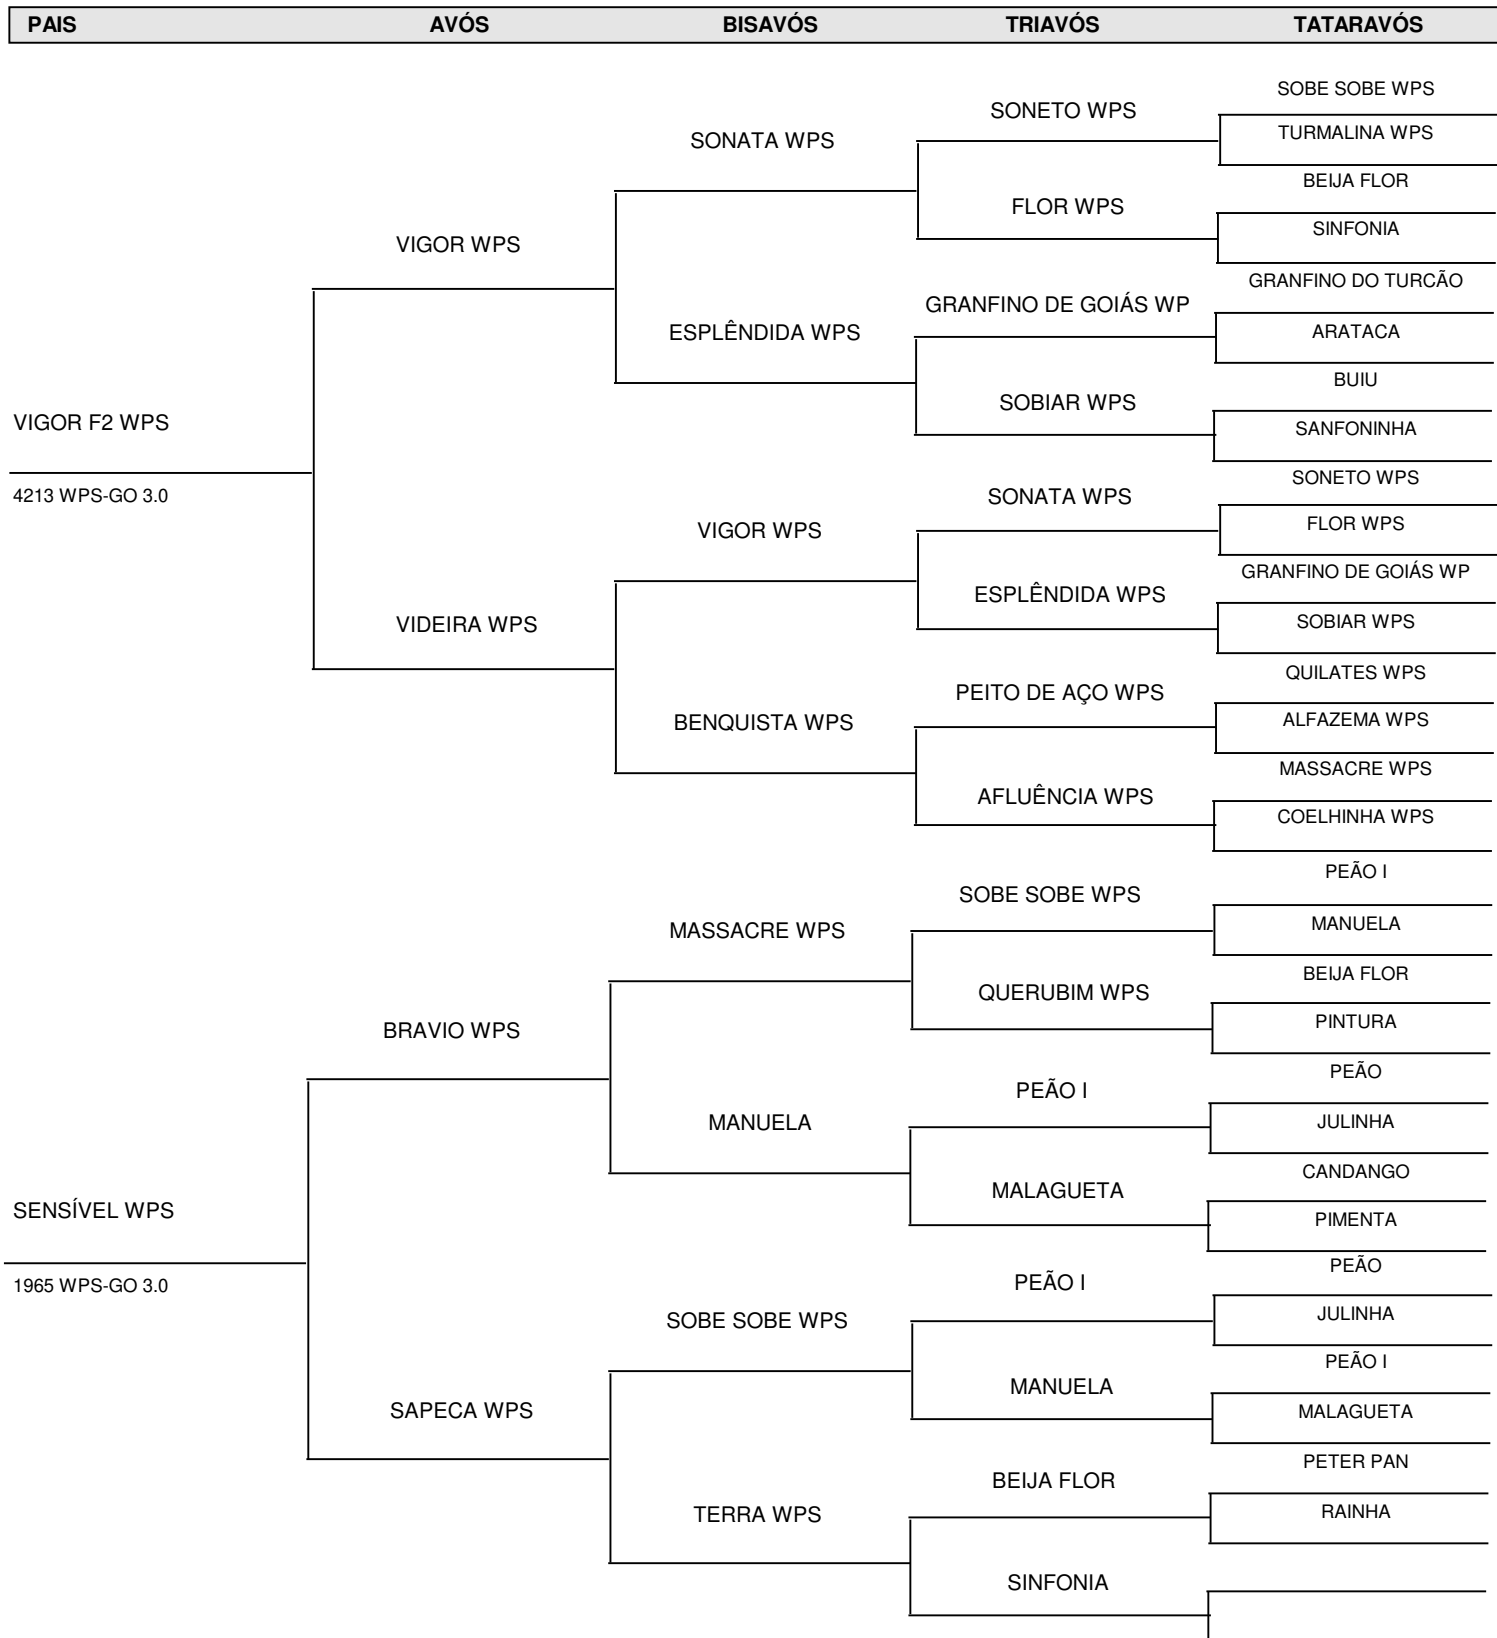 PAIS AVÓS BISAVÓS TRIAVÓS TATARAVÓS
SOBE SOBE WPS
SONETO WPS
TURMALINA WPS
SONATA WPS
BEIJA FLOR
FLOR WPS
SINFONIA
VIGOR WPS
GRANFINO DO TURCÃO
GRANFINO DE GOIÁS WP
ARATACA
ESPLÊNDIDA WPS
BUIU
SOBIAR WPS
SANFONINHA
VIGOR F2 WPS
4213 WPS-GO 3.0
SONETO WPS
SONATA WPS
FLOR WPS
VIGOR WPS
GRANFINO DE GOIÁS WP
ESPLÊNDIDA WPS
SOBIAR WPS
VIDEIRA WPS
QUILATES WPS
PEITO DE AÇO WPS
ALFAZEMA WPS
BENQUISTA WPS
MASSACRE WPS
AFLUÊNCIA WPS
COELHINHA WPS
PEÃO I
SOBE SOBE WPS
MANUELA
MASSACRE WPS
BEIJA FLOR
QUERUBIM WPS
PINTURA
BRAVIO WPS
PEÃO
PEÃO I
JULINHA
MANUELA
CANDANGO
MALAGUETA
PIMENTA
SENSÍVEL WPS
1965 WPS-GO 3.0
PEÃO
PEÃO I
JULINHA
SOBE SOBE WPS
PEÃO I
MANUELA
MALAGUETA
SAPECA WPS
PETER PAN
BEIJA FLOR
RAINHA
TERRA WPS
SINFONIA